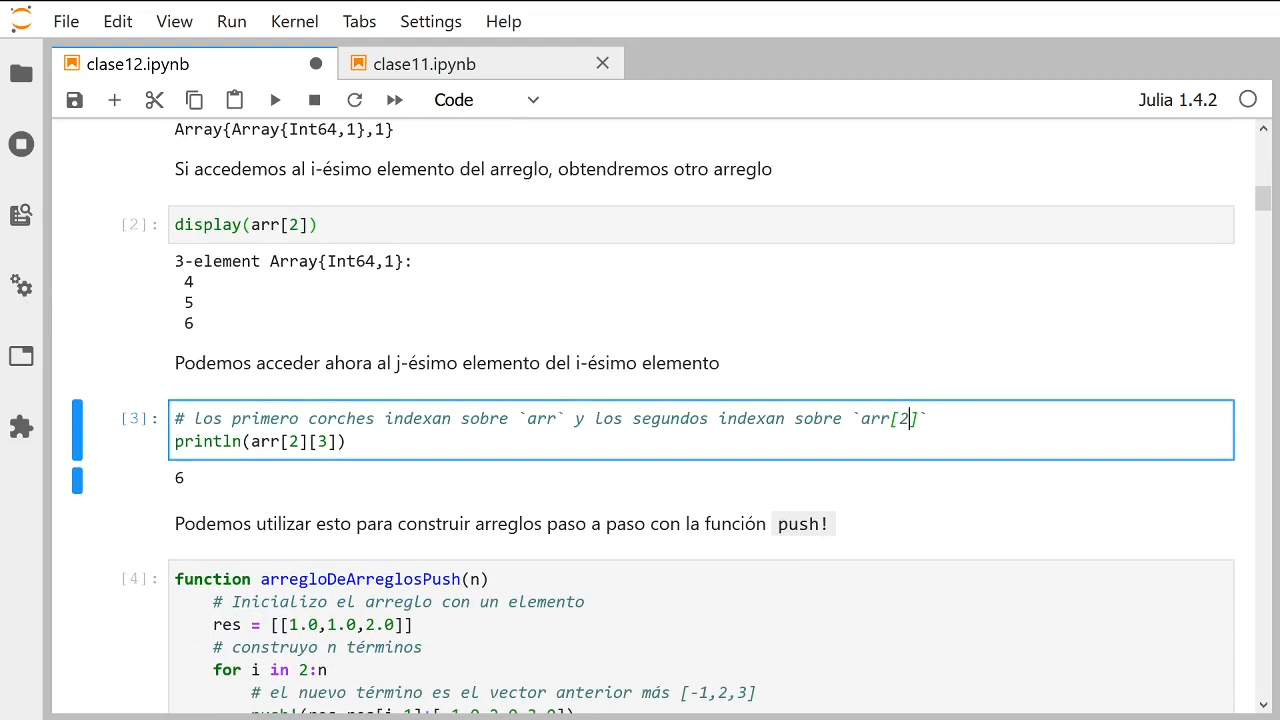 File Edit View Run Kernel Tabs Settings Help
clase12.ipynb clase11.ipynb
Code Julia 1.4.2
Array{Array{Int64,1},1}
Si accedemos al i-ésimo elemento del arreglo, obtendremos otro arreglo
[2]: display(arr[2])
3-element Array{Int64,1}:
4
5
6
Podemos acceder ahora al j-ésimo elemento del i-ésimo elemento
[3]: # los primero corches indexan sobre `arr` y los segundos indexan sobre `arr[2]`
println(arr[2][3])
6
Podemos utilizar esto para construir arreglos paso a paso con la función push!
[4]: function arregloDeArreglosPush(n)
# Inicializo el arreglo con un elemento
res = [[1.0,1.0,2.0]]
# construyo n términos
for i in 2:n
# el nuevo término es el vector anterior más [-1,2,3]